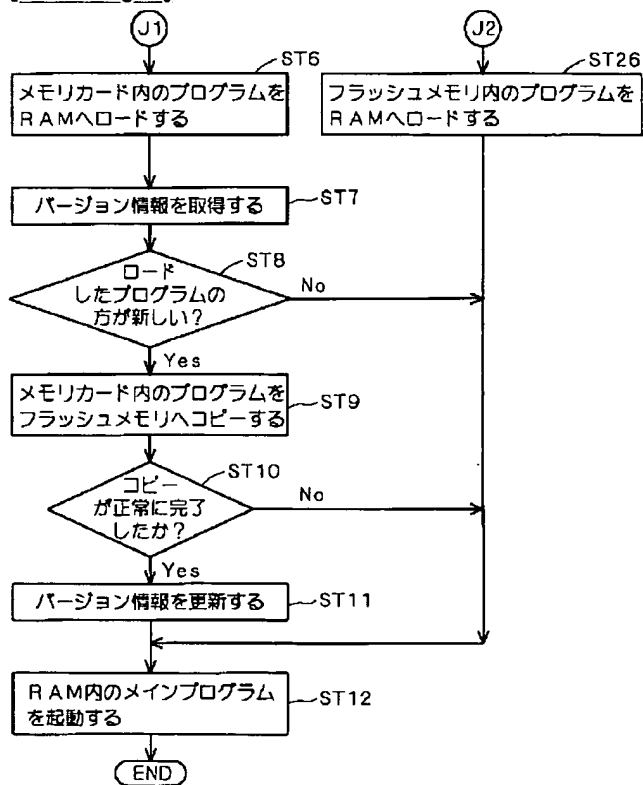 J1
J2
ST6
メモリカード内のプログラムを
RAMへロードする
ST26
フラッシュメモリ内のプログラムを
RAMへロードする
バージョン情報を取得する
ST7
ST8
ロード
したプログラムの
方が新しい?
No
Yes
メモリカード内のプログラムを
フラッシュメモリへコピーする
ST9
ST10
コピー
が正常に完了
したか?
No
Yes
バージョン情報を更新する
ST11
RAM内のメインプログラム
を起動する
ST12
END